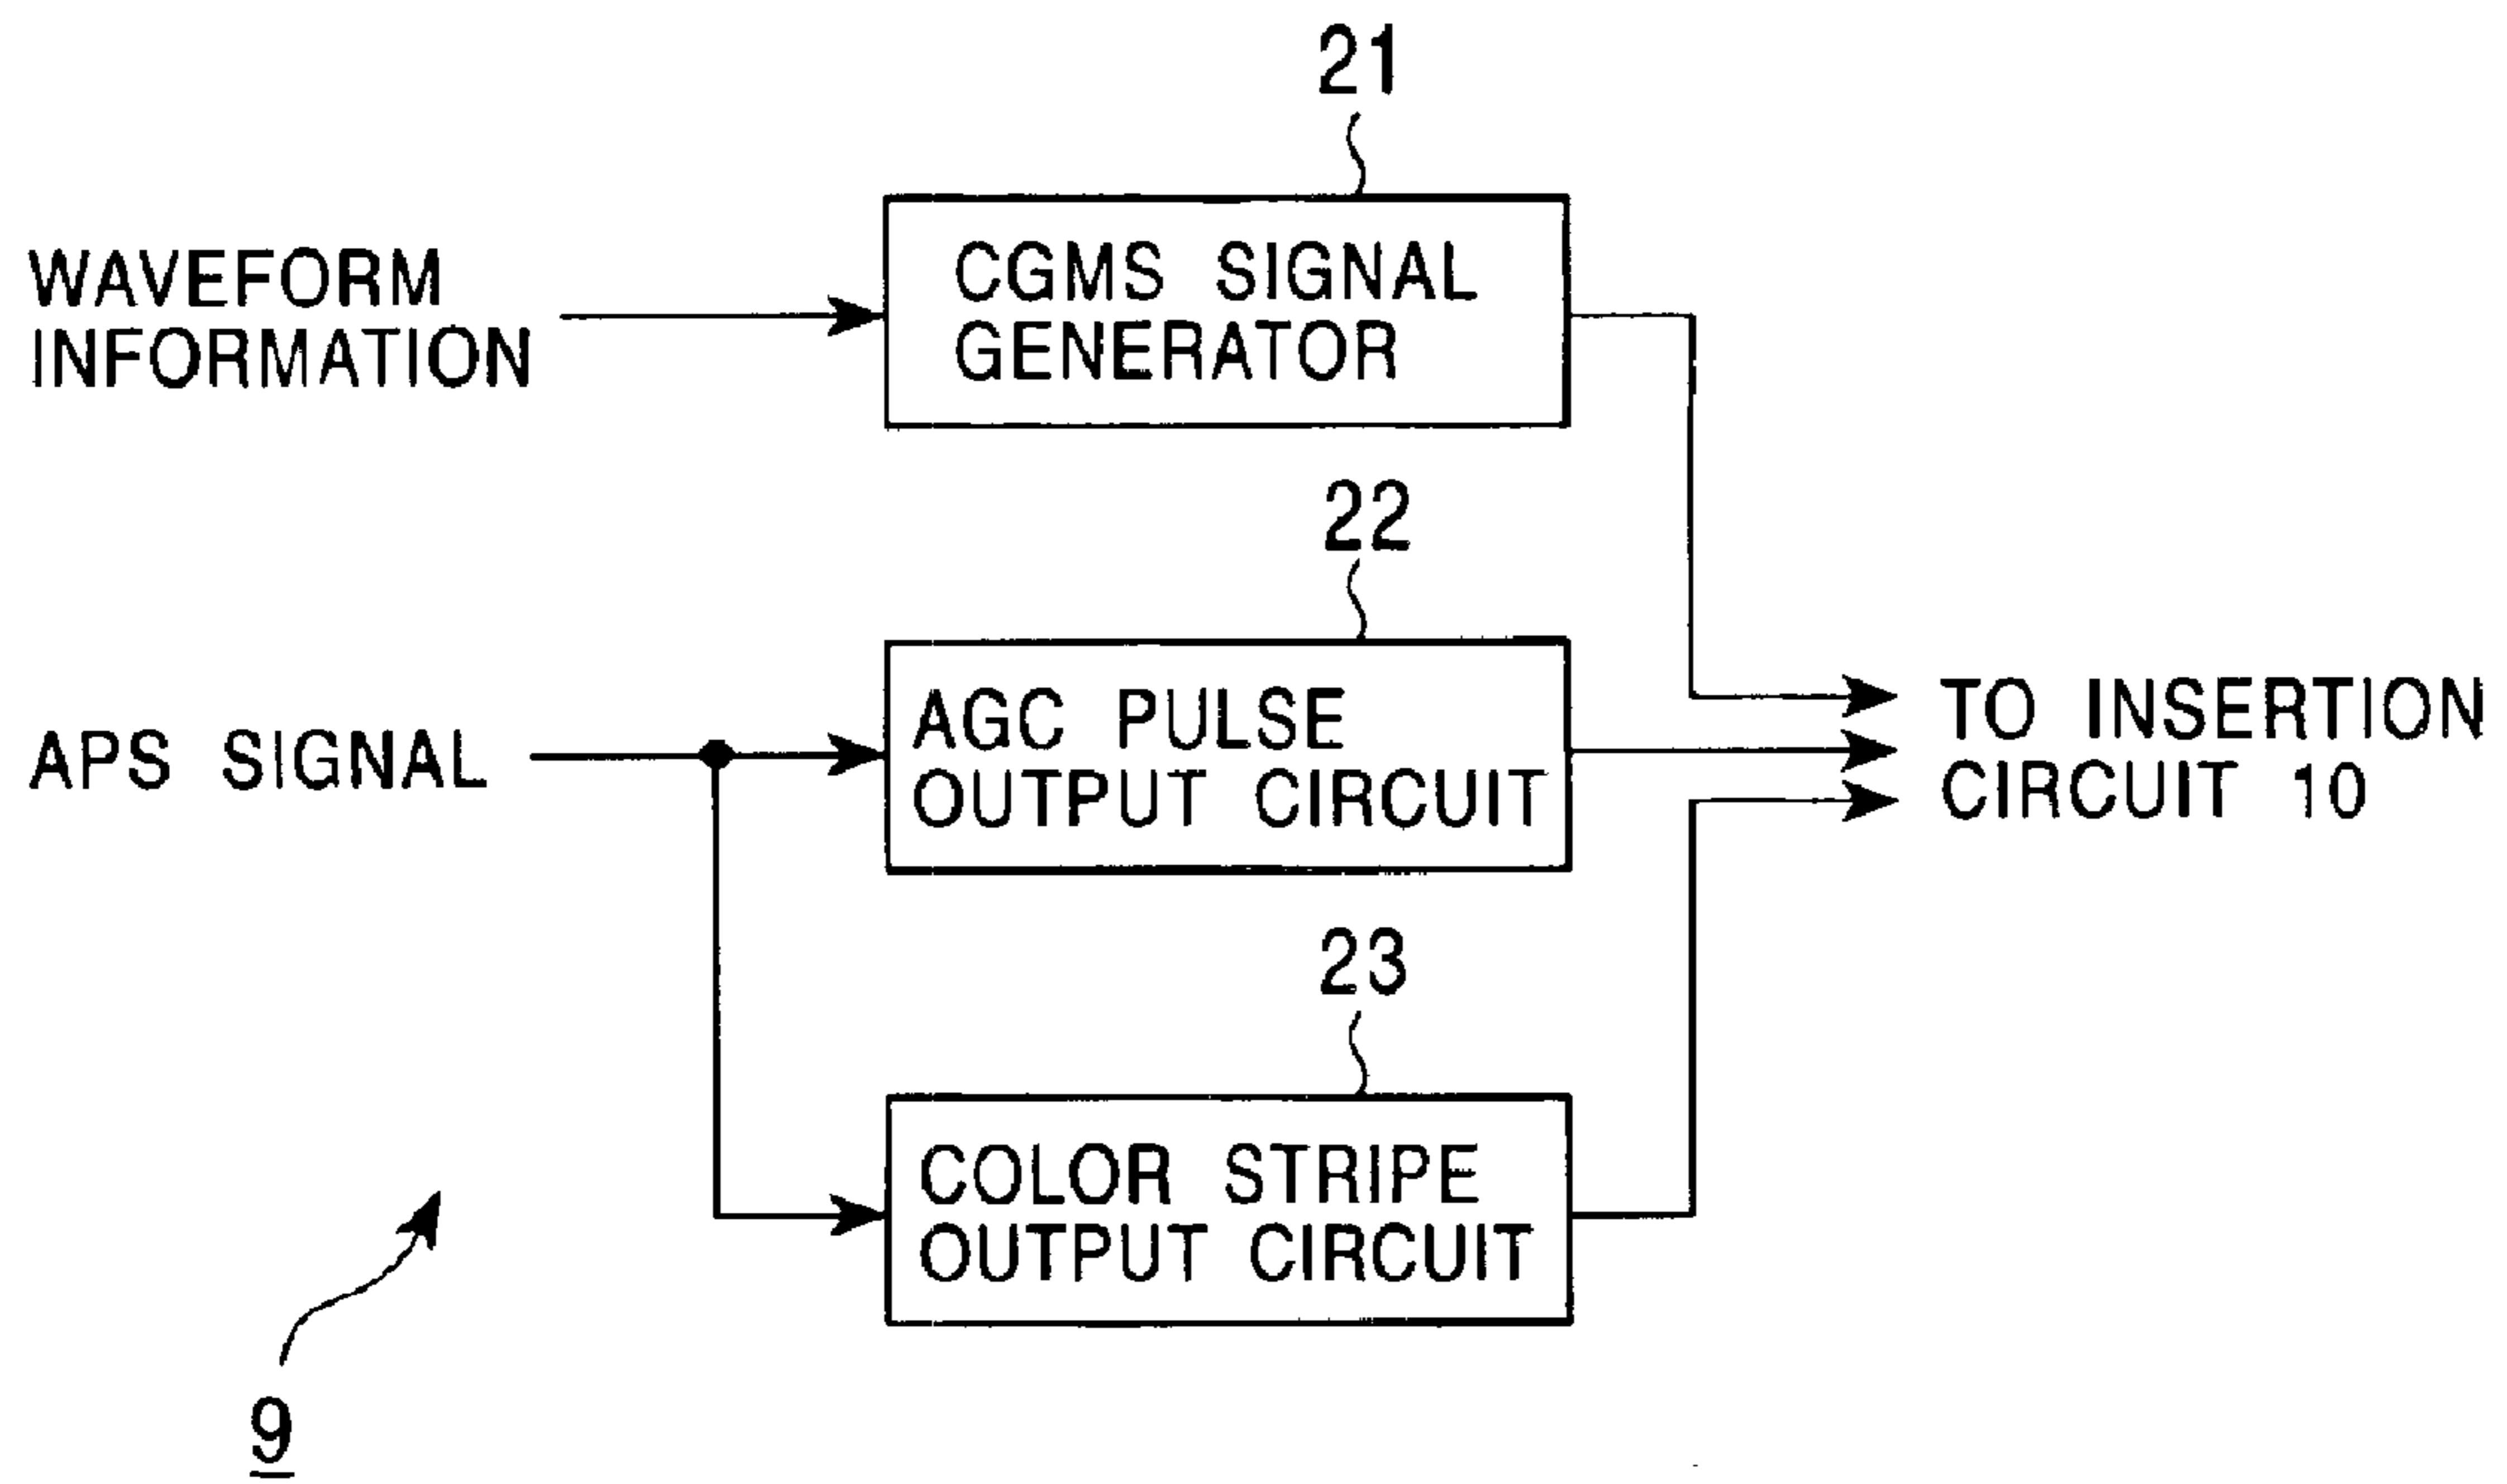 21
WAVEFORM
INFORMATION
CGMS SIGNAL
GENERATOR
22
APS SIGNAL
AGC PULSE
OUTPUT CIRCUIT
TO INSERTION
CIRCUIT 10
23
COLOR STRIPE
OUTPUT CIRCUIT
9